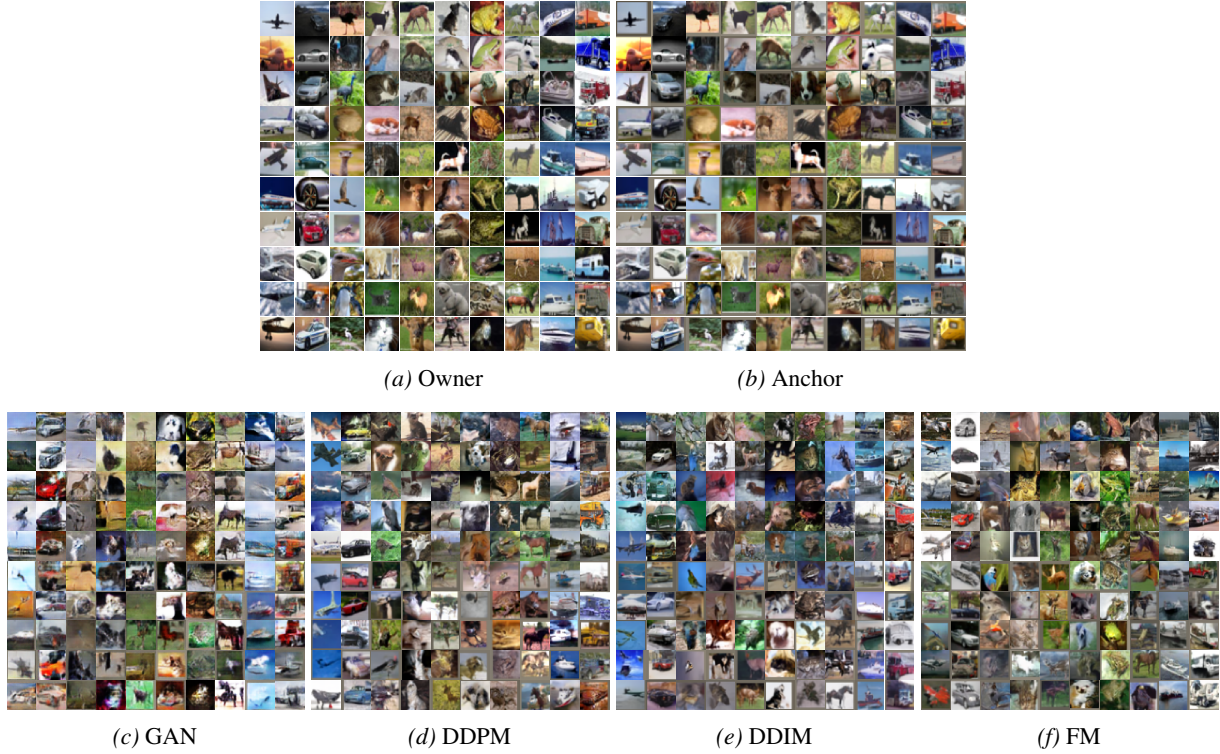 (a) Owner
(b) Anchor
(c) GAN
(d) DDPM
(e) DDIM
(f) FM